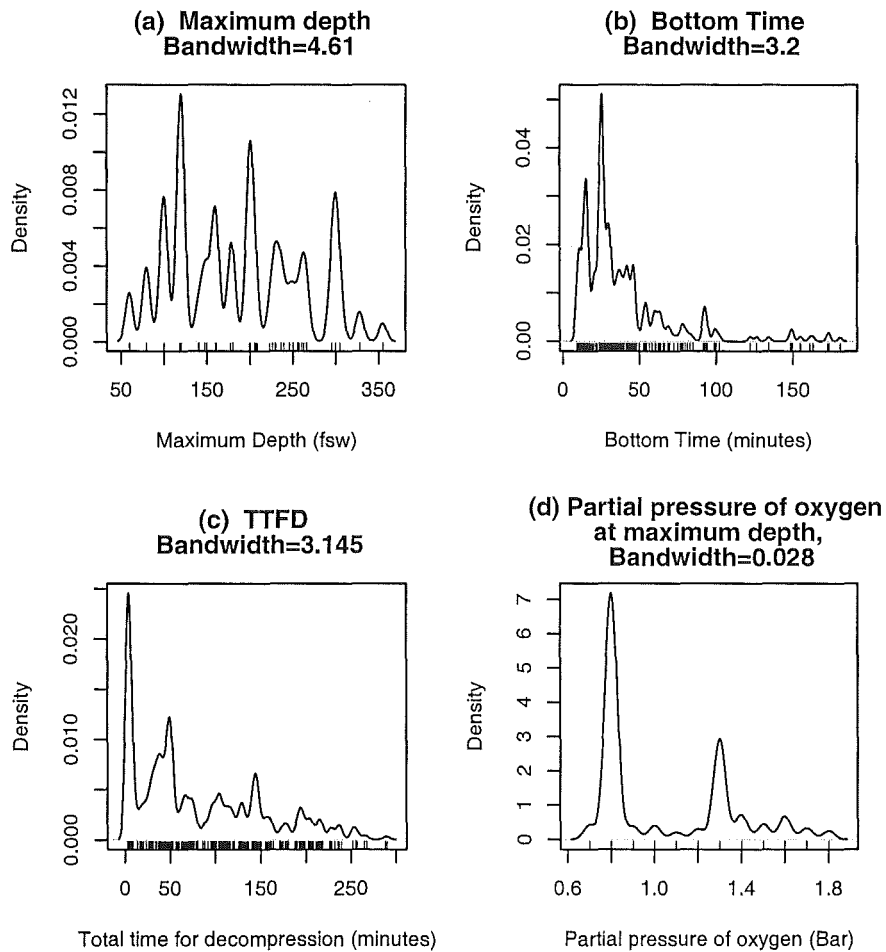 (a) Maximum depth
Bandwidth=4.61
0.012
0.008
0.004
0.000
Density
50 150 250 350
Maximum Depth (fsw)
(b) Bottom Time
Bandwidth=3.2
0.04
0.02
0.00
Density
0 50 100 150
Bottom Time (minutes)
(c) TTFD
Bandwidth=3.145
0.020
0.010
0.000
Density
0 50 150 250
Total time for decompression (minutes)
(d) Partial pressure of oxygen
at maximum depth,
Bandwidth=0.028
7
6
5
4
3
2
1
0
Density
0.6 1.0 1.4 1.8
Partial pressure of oxygen (Bar)